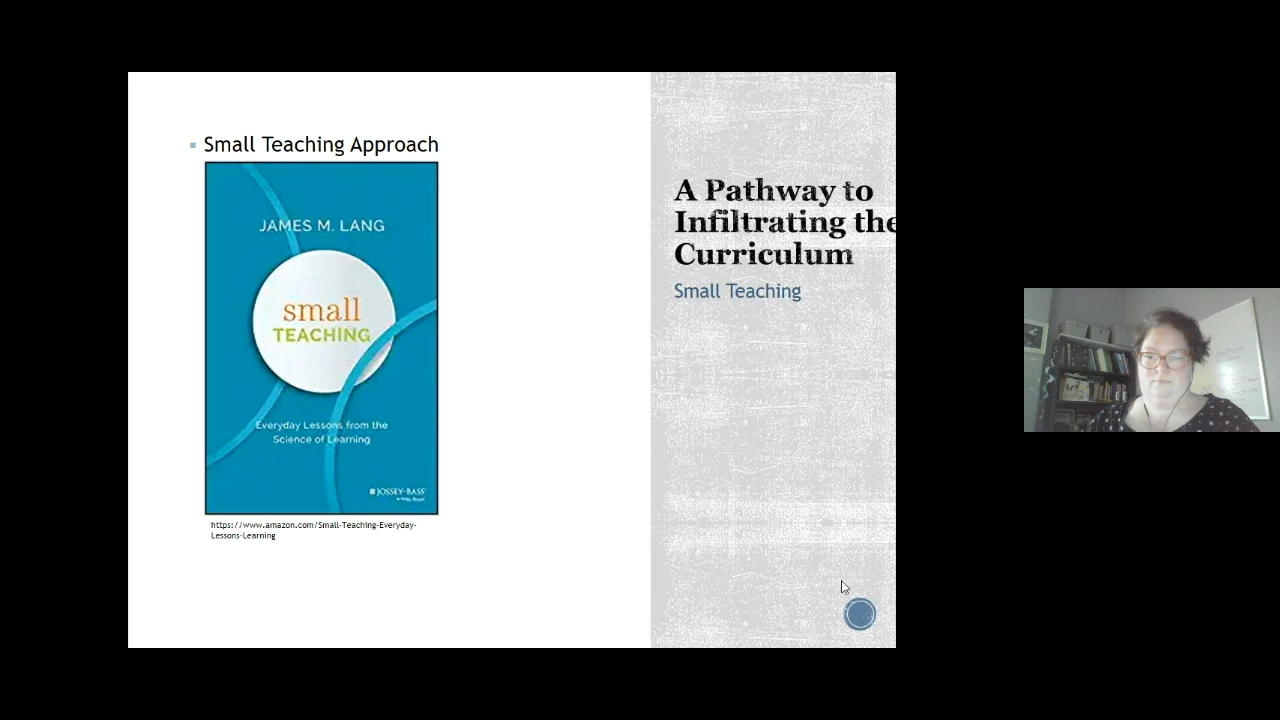 Small Teaching Approach
JAMES M. LANG
small
TEACHING
Everyday Lessons from the
Science of Learning
JOSSEY-BASS
https://www.amazon.com/Small-Teaching-Everyday-
Lessons-Learning
A Pathway to
Infiltrating the
Curriculum
Small Teaching